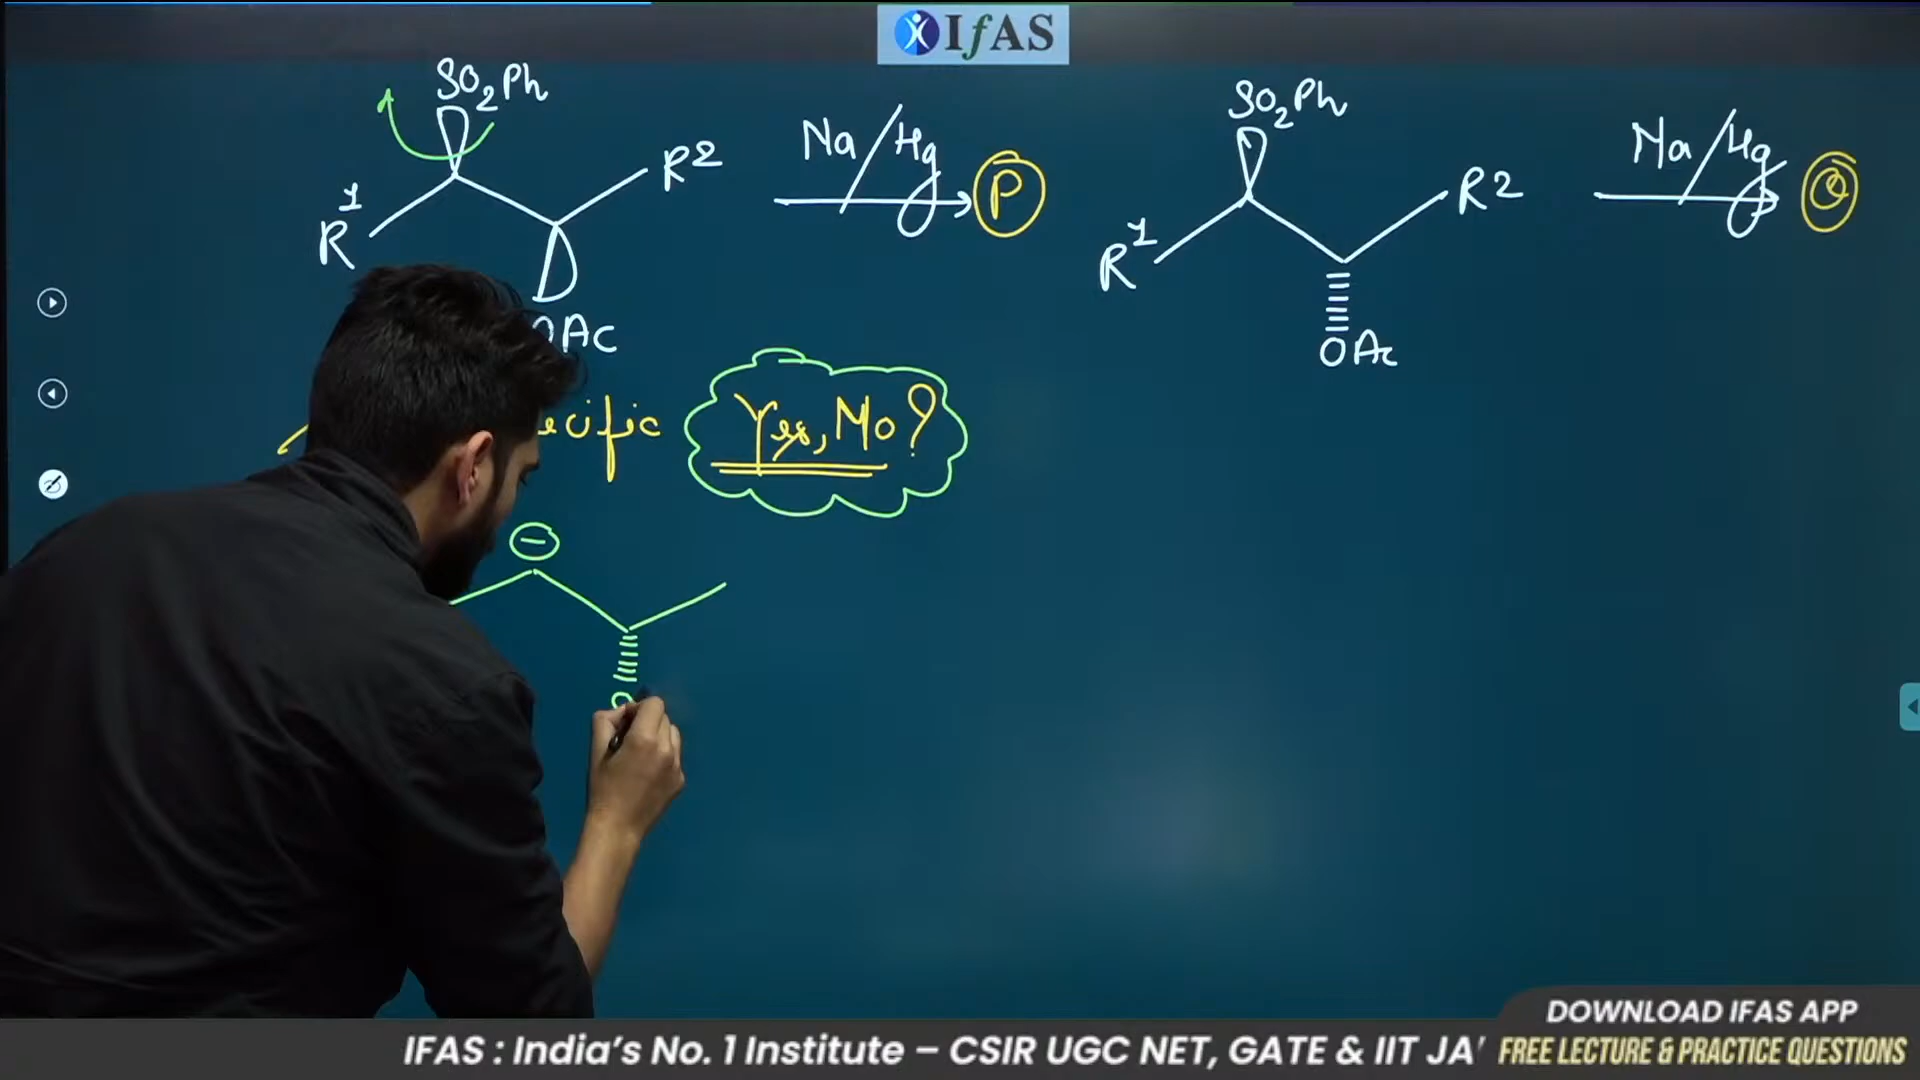 IfAS
SO2Ph
R1
R2
OAc
Na/Hg
P
SO2Ph
R1
R2
OAc
Na/Hg
Q
ecific
Yes, No?
−
DOWNLOAD IFAS APP
IFAS : India’s No. 1 Institute – CSIR UGC NET, GATE & IIT JA
FREE LECTURE & PRACTICE QUESTIONS